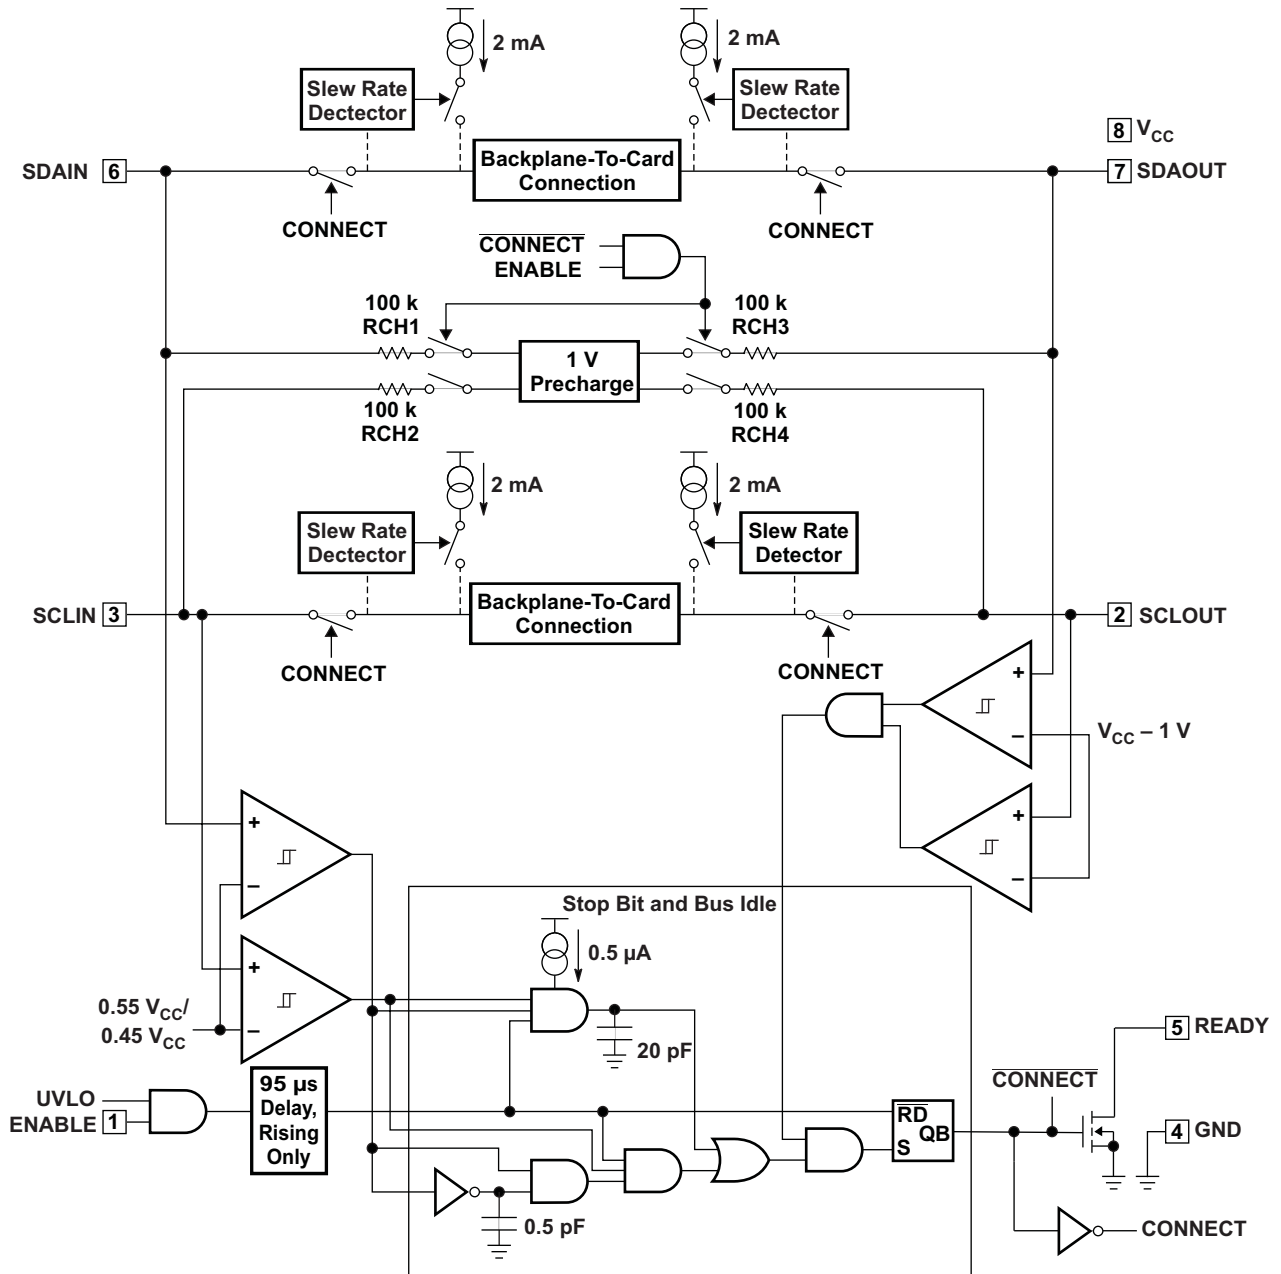 2 mA
2 mA
Slew Rate
Dectector
Slew Rate
Dectector
8 VCC
SDAIN 6
Backplane-To-Card
Connection
7 SDAOUT
CONNECT
CONNECT
CONNECT
ENABLE
100 k
RCH1
100 k
RCH3
1 V
Precharge
100 k
RCH2
100 k
RCH4
2 mA
2 mA
Slew Rate
Dectector
Slew Rate
Detector
SCLIN 3
Backplane-To-Card
Connection
2 SCLOUT
CONNECT
CONNECT
+
–
VCC – 1 V
+
–
+
–
Stop Bit and Bus Idle
0.5 µA
+
–
0.55 VCC/
0.45 VCC
20 pF
5 READY
UVLO
ENABLE 1
95 µs
Delay,
Rising
Only
CONNECT
RD
QB
S
4 GND
0.5 pF
CONNECT